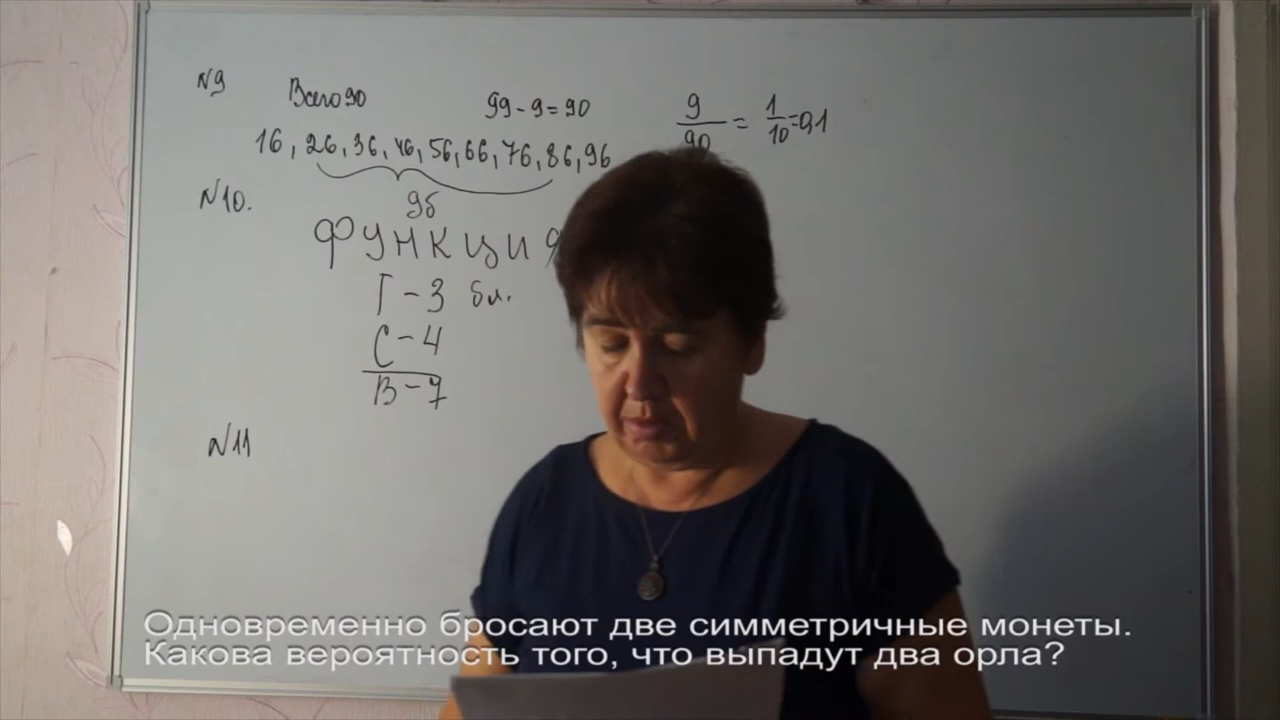 №9 Всего 90 99-9=90 9/90 = 1/10=0,1
16, 26, 36, 46, 56, 66, 76, 86, 96
№10. 9б
ФУНКЦИЯ
Г-3 бл.
С-4
В-7
№11
Одновременно бросают две симметричные монеты.
Какова вероятность того, что выпадут два орла?